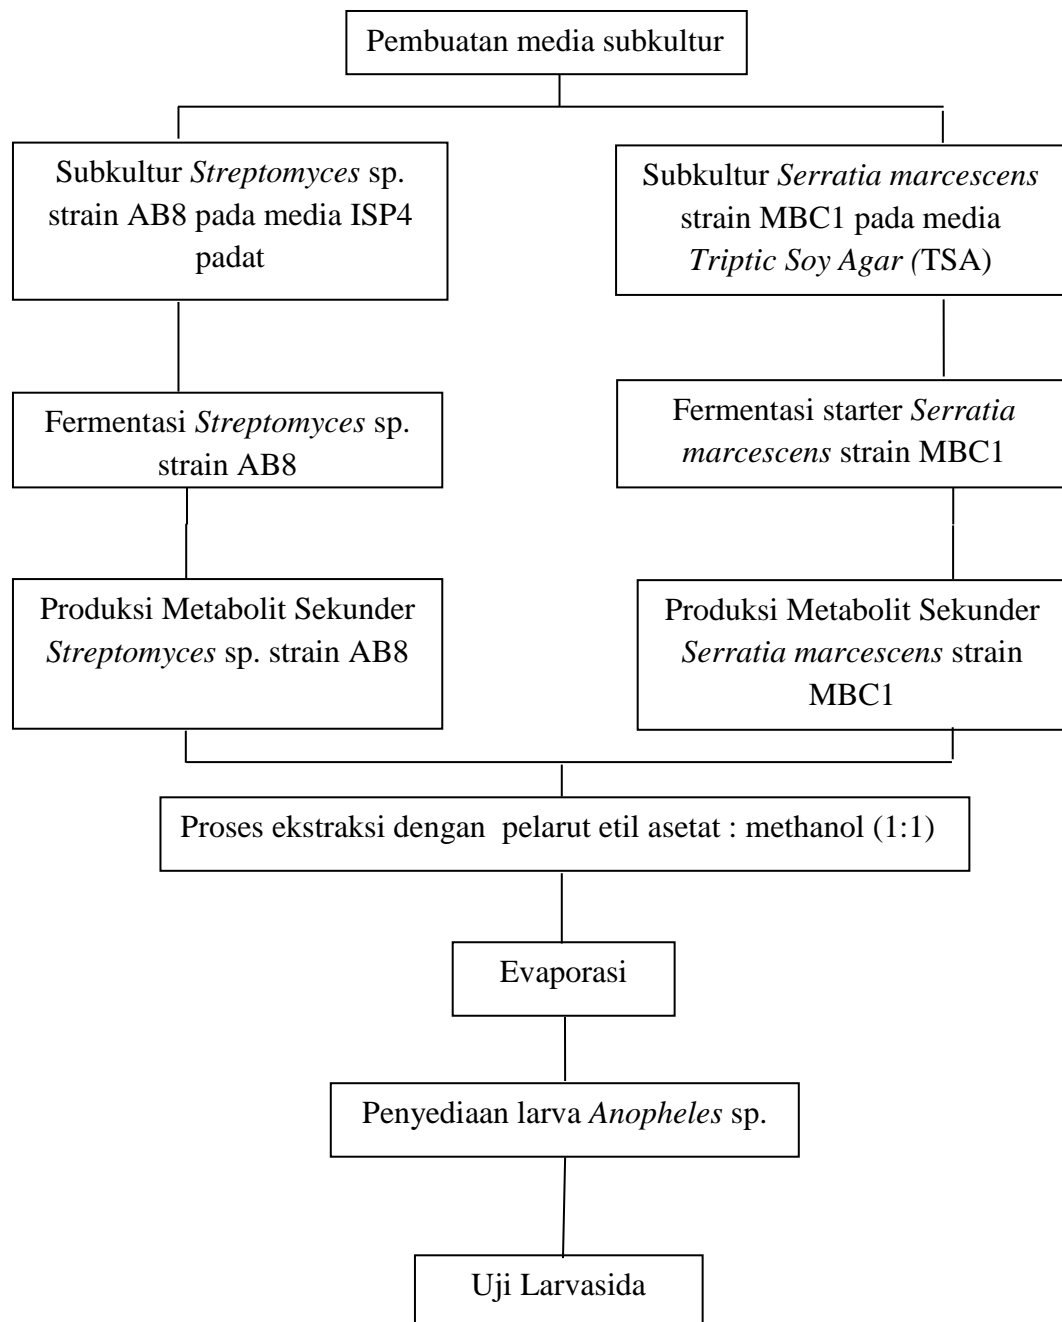 Pembuatan media subkultur
Subkultur Streptomyces sp.
strain AB8 pada media ISP4
padat
Subkultur Serratia marcescens
strain MBC1 pada media
Triptic Soy Agar (TSA)
Fermentasi Streptomyces sp.
strain AB8
Fermentasi starter Serratia
marcescens strain MBC1
Produksi Metabolit Sekunder
Streptomyces sp. strain AB8
Produksi Metabolit Sekunder
Serratia marcescens strain
MBC1
Proses ekstraksi dengan  pelarut etil asetat : methanol (1:1)
Evaporasi
Penyediaan larva Anopheles sp.
Uji Larvasida